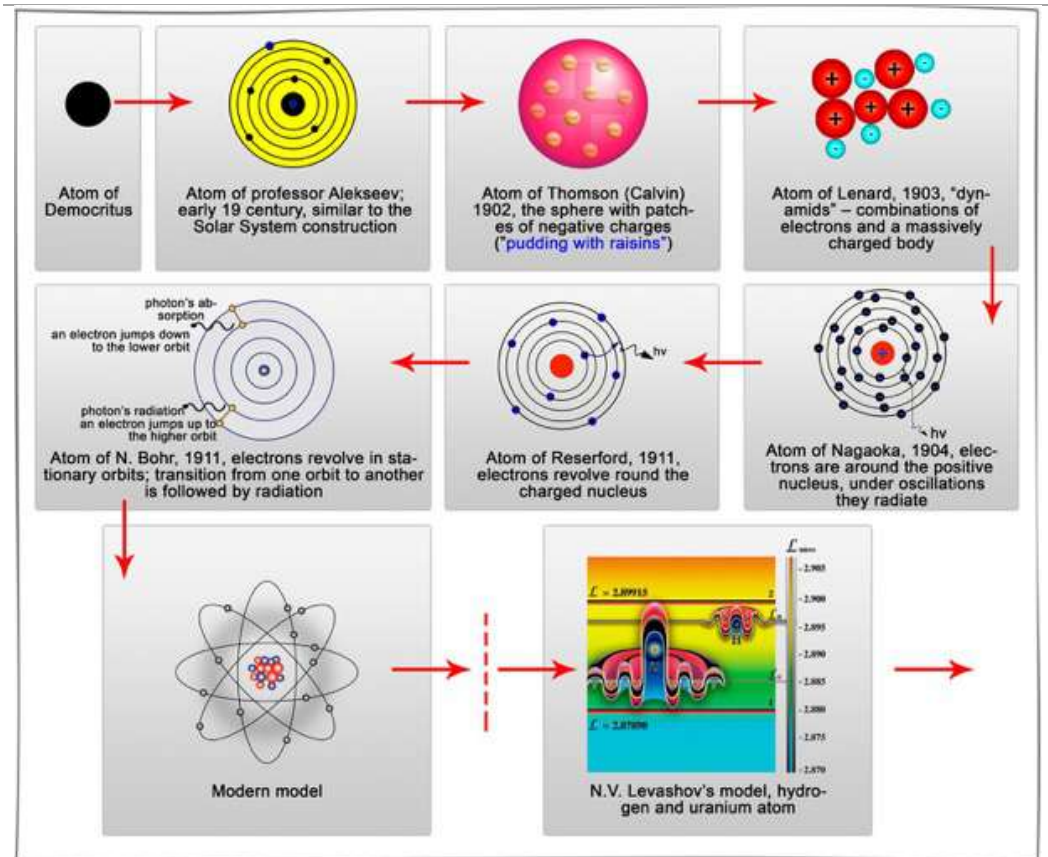 Atom of
Democritus
Atom of professor Alekseev;
early 19 century, similar to the
Solar System construction
Atom of Thomson (Calvin)
1902, the sphere with patch-
es of negative charges
("pudding with raisins")
+
+
+
+
+
-
-
-
-
Atom of Lenard, 1903, "dyn-
amids" – combinations of
electrons and a massively
charged body
photon's ab-
sorption
an electron jumps down
to the lower orbit
photon's radiation
an electron jumps up to
the higher orbit
Atom of N. Bohr, 1911, electrons revolve in sta-
tionary orbits; transition from one orbit to another
is followed by radiation
hv
Atom of Reserford, 1911,
electrons revolve round the
charged nucleus
hv
Atom of Nagaoka, 1904, elec-
trons are around the positive
nucleus, under oscillations
they radiate
Modern model
L = 2.89915
2
H
1
L = 2.87890
L
- 2.905
- 2.900
- 2.895
- 2.890
- 2.885
- 2.880
- 2.875
- 2.870
N.V. Levashov's model, hydro-
gen and uranium atom